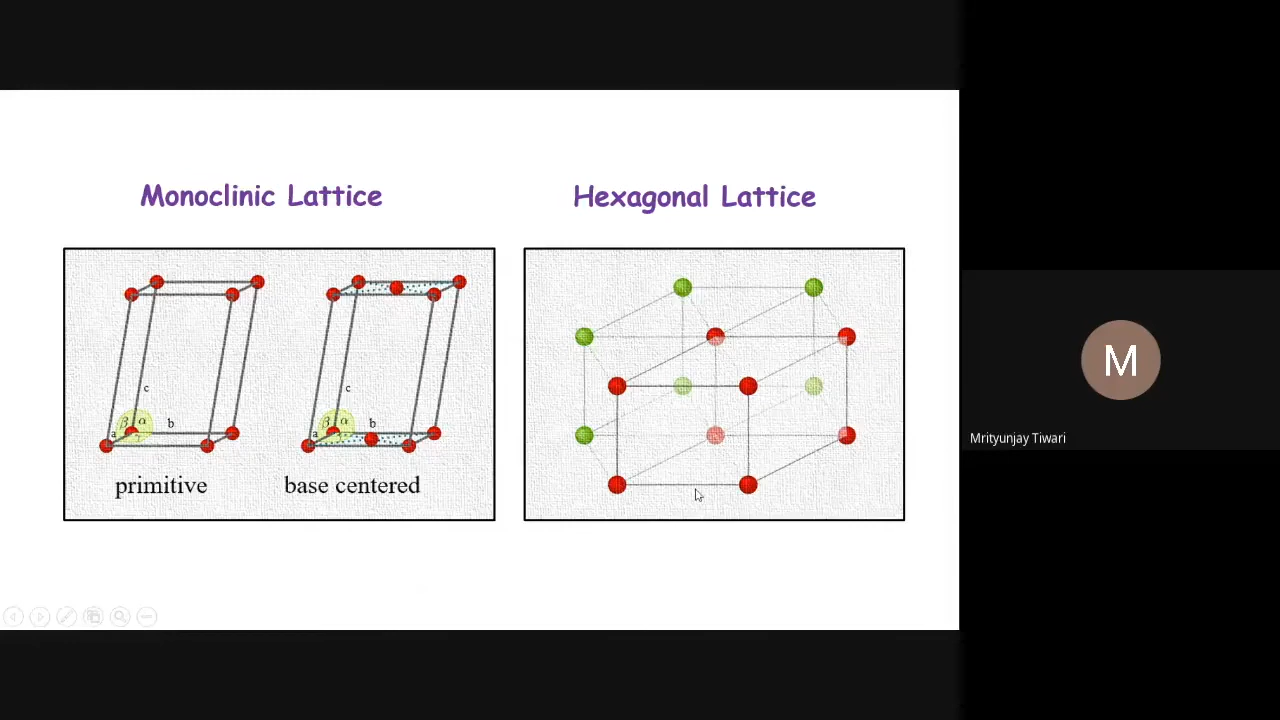 Monoclinic Lattice
Hexagonal Lattice
c
β α
a
b
γ
primitive
c
β α
a
b
base centered
M
Mrityunjay Tiwari